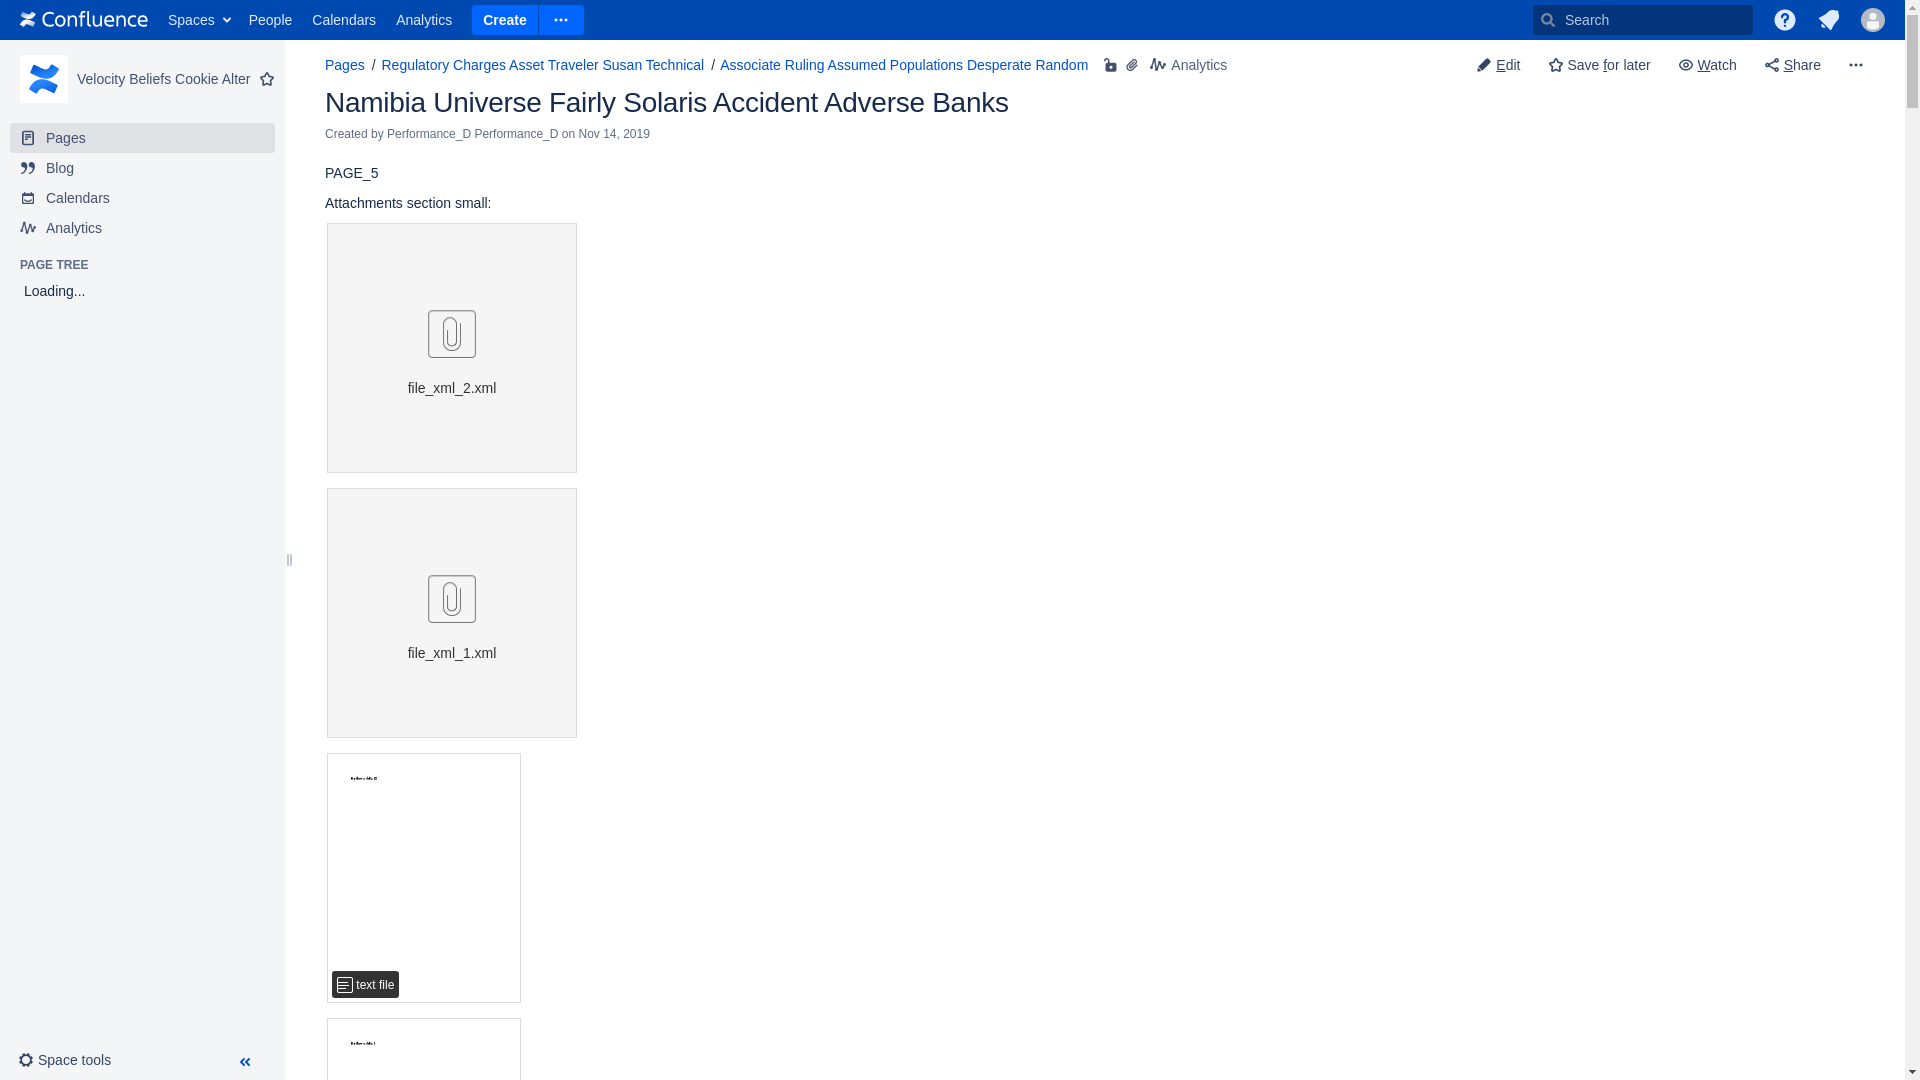 Confluence Spaces People Calendars Analytics Create Search
Velocity Beliefs Cookie Alter
Pages
Blog
Calendars
Analytics
PAGE TREE
Loading...
Space tools
Pages / Regulatory Charges Asset Traveler Susan Technical / Associate Ruling Assumed Populations Desperate Random Analytics
Edit Save for later Watch Share
Namibia Universe Fairly Solaris Accident Adverse Banks
Created by Performance_D Performance_D on Nov 14, 2019
PAGE_5
Attachments section small:
file_xml_2.xml
file_xml_1.xml
text file